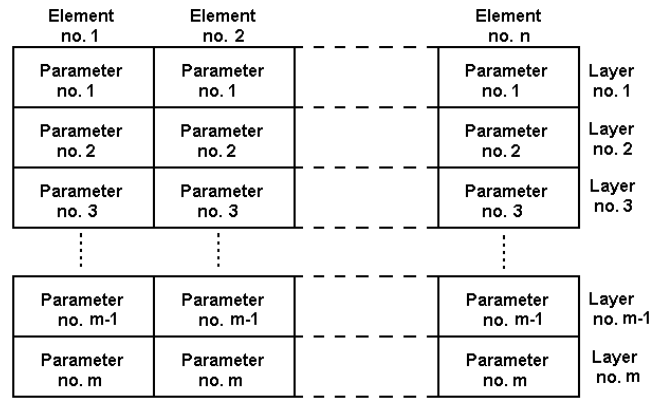 Element no. 1
Element no. 2
Element no. n
Parameter no. 1
Parameter no. 1
Parameter no. 1
Layer no. 1
Parameter no. 2
Parameter no. 2
Parameter no. 2
Layer no. 2
Parameter no. 3
Parameter no. 3
Parameter no. 3
Layer no. 3
Parameter no. m-1
Parameter no. m-1
Parameter no. m-1
Layer no. m-1
Parameter no. m
Parameter no. m
Parameter no. m
Layer no. m